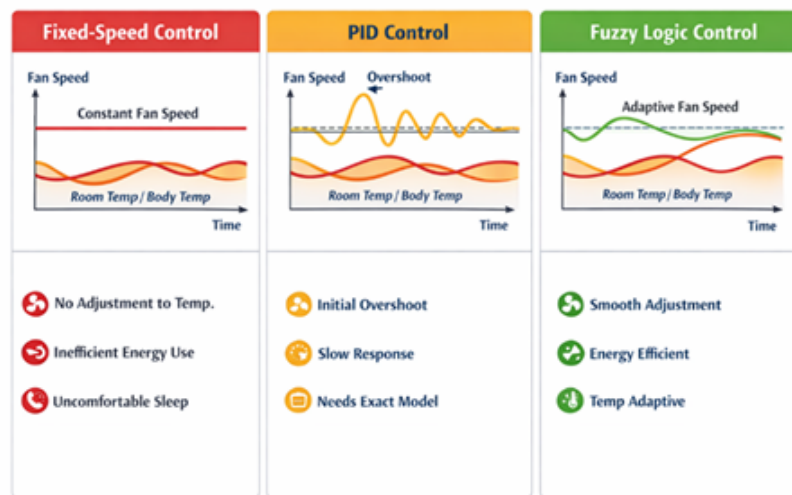 Fixed-Speed Control
Fan Speed
Constant Fan Speed
Room Temp / Body Temp
Time
No Adjustment to Temp.
Inefficient Energy Use
Uncomfortable Sleep
PID Control
Fan Speed
Overshoot
Room Temp / Body Temp
Time
Initial Overshoot
Slow Response
Needs Exact Model
Fuzzy Logic Control
Fan Speed
Adaptive Fan Speed
Room Temp / Body Temp
Time
Smooth Adjustment
Energy Efficient
Temp Adaptive